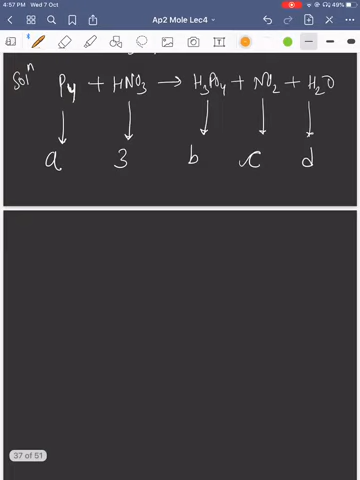 4:57 PM Wed 7 Oct
49%
Ap2 Mole Lec4
Solⁿ P₄ + HNO₃ → H₃PO₄ + NO₂ + H₂O
a 3 b c d
37 of 51